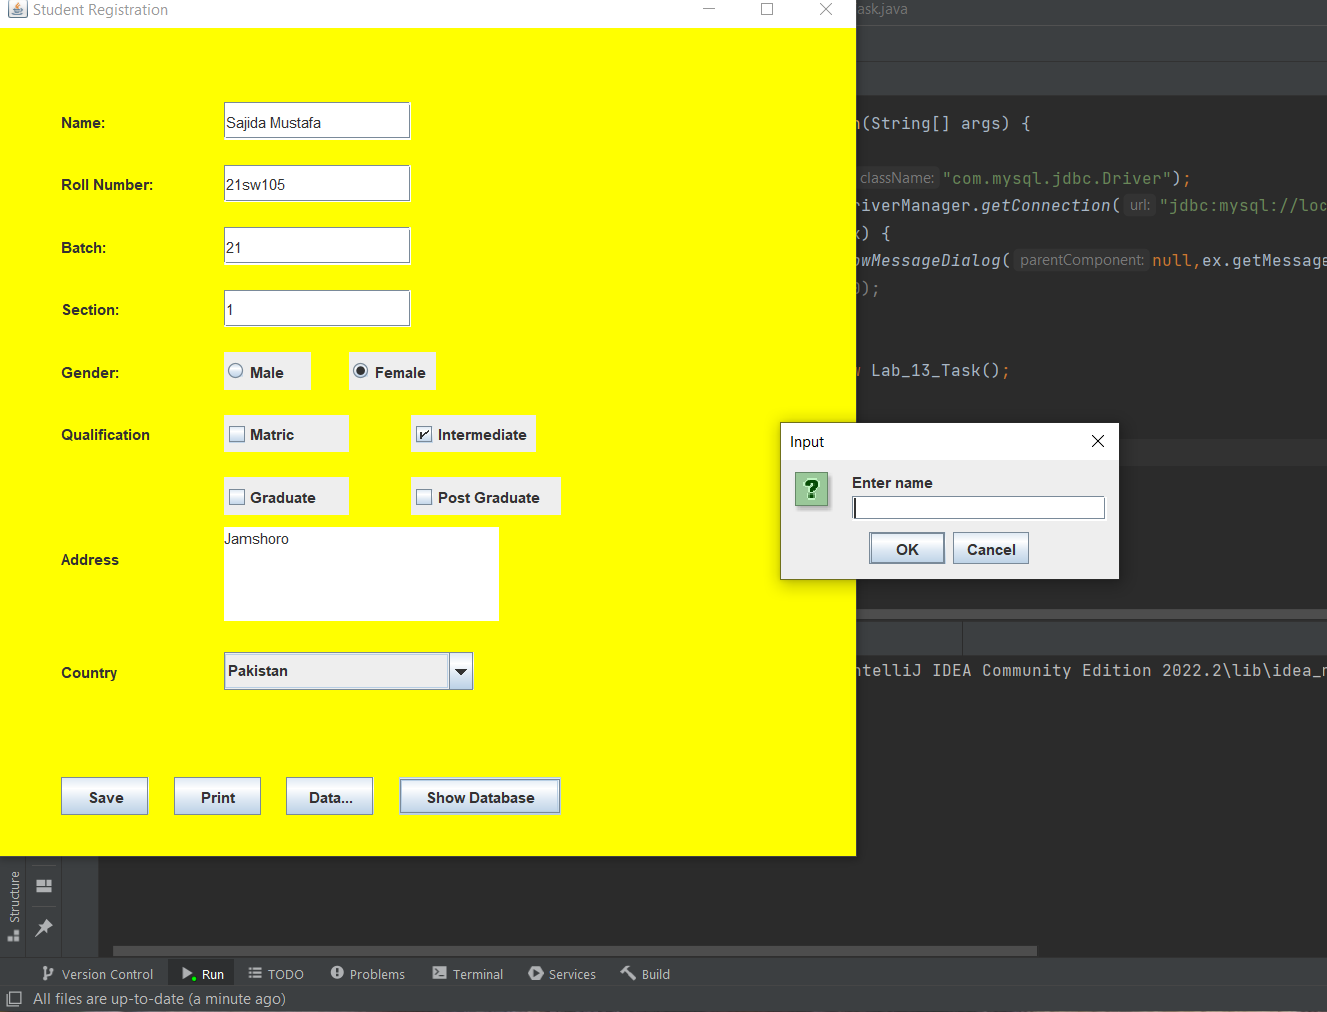 Student Registration
ask.java
Name:
Sajida Mustafa
Roll Number:
21sw105
Batch:
21
Section:
1
Gender:
Male
Female
Qualification
Matric
Intermediate
Graduate
Post Graduate
Address
Jamshoro
Country
Pakistan
Save
Print
Data...
Show Database
(String[] args) {
className: "com.mysql.jdbc.Driver");
riverManager.getConnection( url: "jdbc:mysql://loc
) {
owMessageDialog( parentComponent: null,ex.getMessage
);
Lab_13_Task();
Input
Enter name
OK
Cancel
ntelliJ IDEA Community Edition 2022.2\lib\idea_r
Structure
Version Control
Run
TODO
Problems
Terminal
Services
Build
All files are up-to-date (a minute ago)